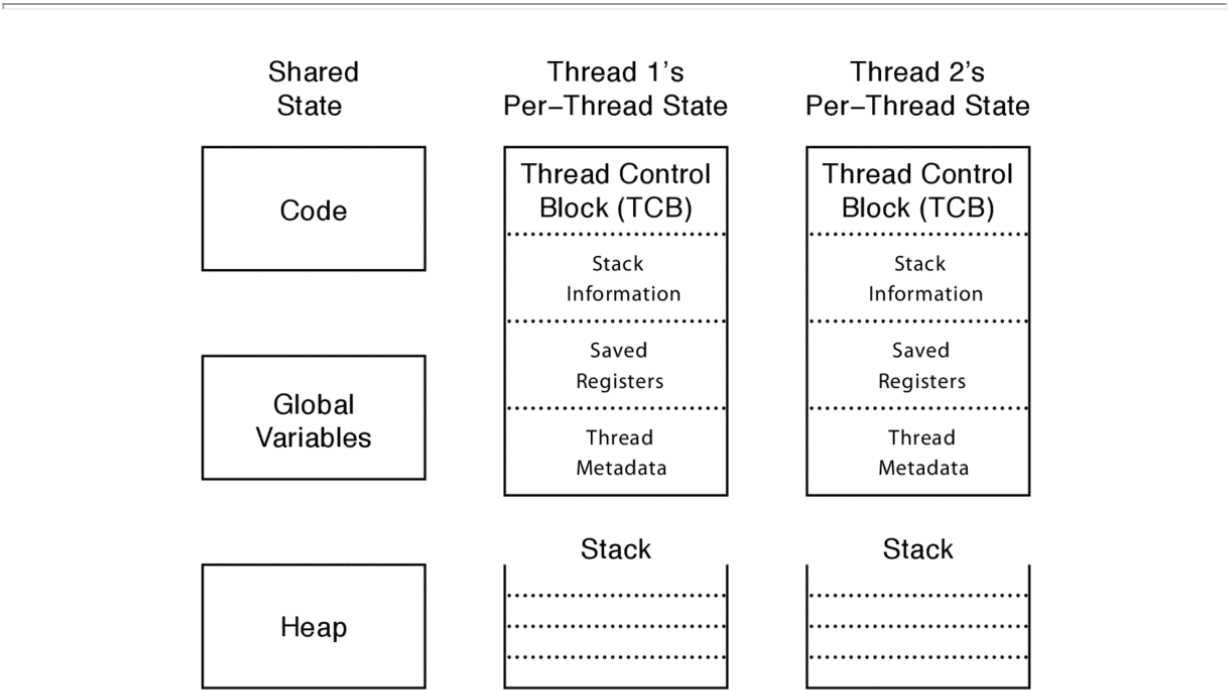 Shared
State
Code
Global
Variables
Heap
Thread 1's
Per–Thread State
Thread Control
Block (TCB)
Stack
Information
Saved
Registers
Thread
Metadata
Stack
Thread 2's
Per–Thread State
Thread Control
Block (TCB)
Stack
Information
Saved
Registers
Thread
Metadata
Stack